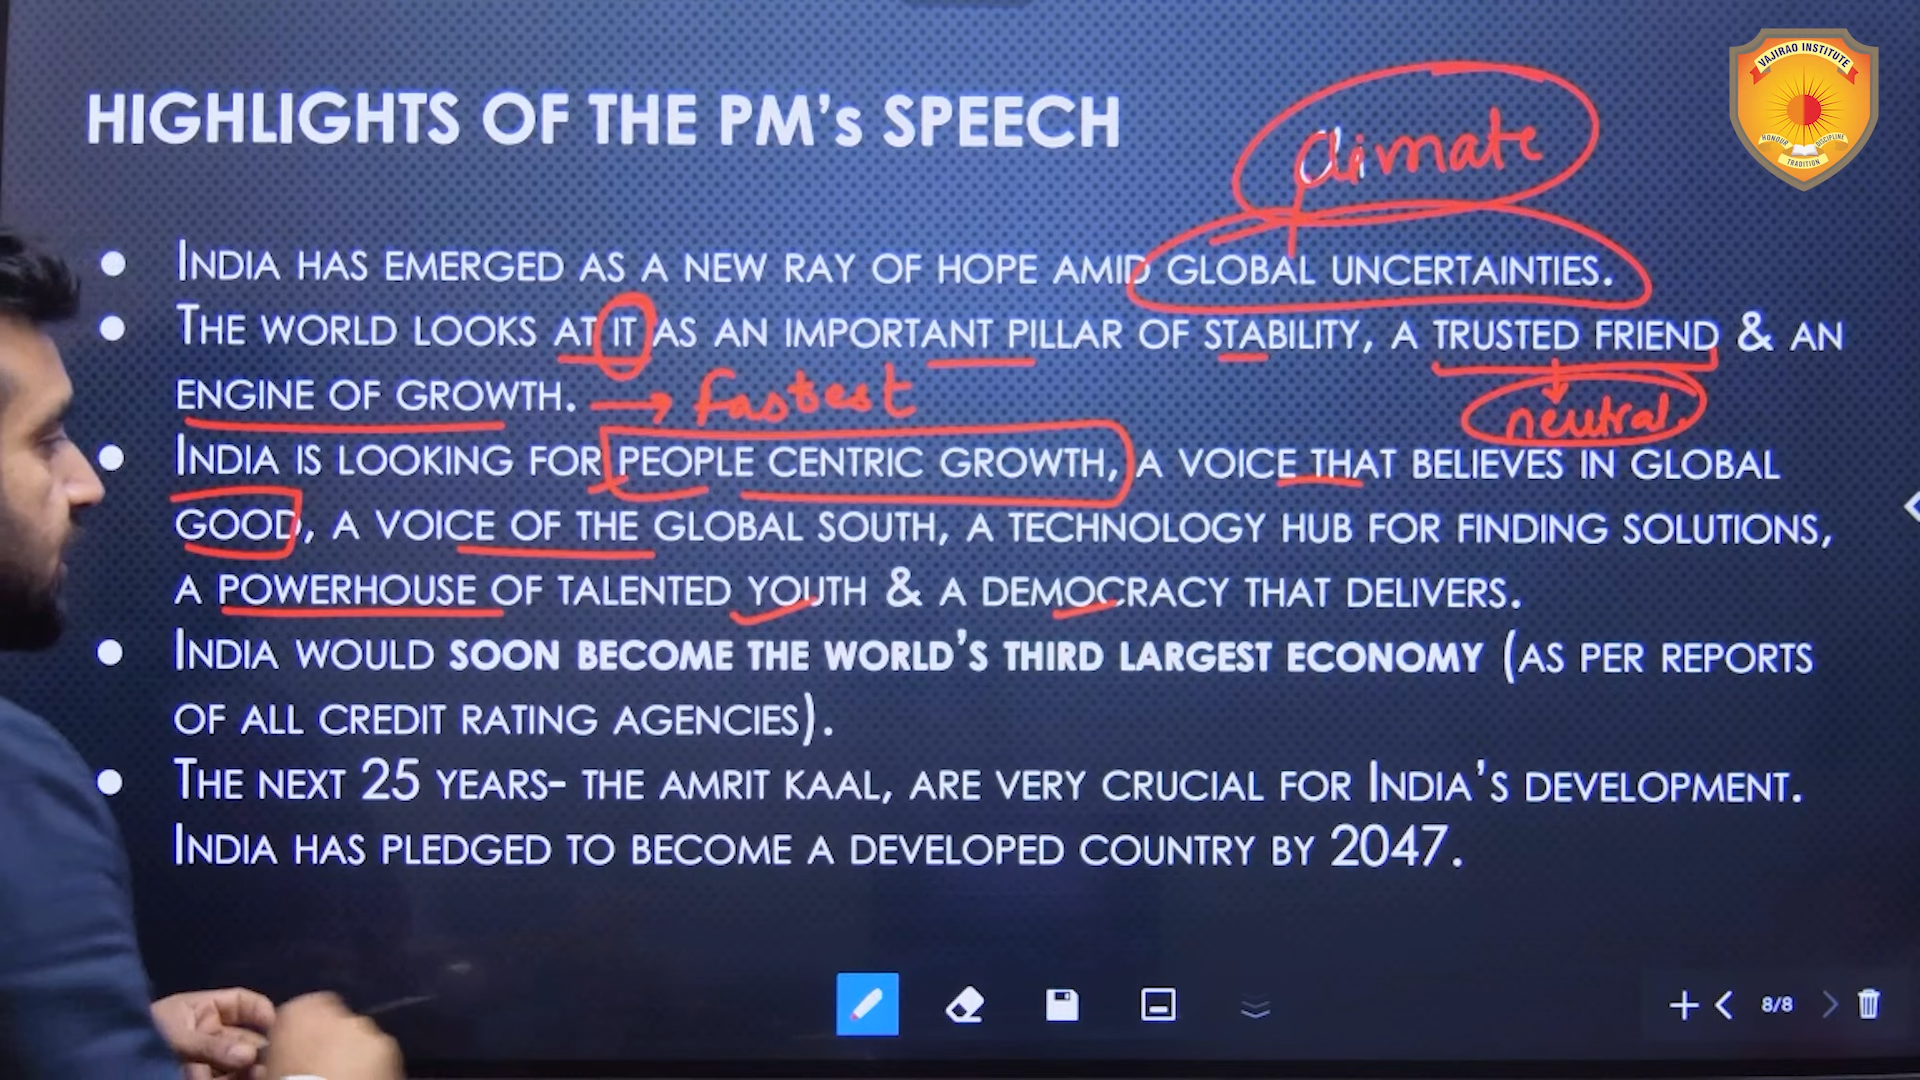 VAJIRAO INSTITUTE
HONOUR DISCIPLINE
TRADITION
HIGHLIGHTS OF THE PM's SPEECH
climate
INDIA HAS EMERGED AS A NEW RAY OF HOPE AMID GLOBAL UNCERTAINTIES.
THE WORLD LOOKS AT IT AS AN IMPORTANT PILLAR OF STABILITY, A TRUSTED FRIEND & AN
ENGINE OF GROWTH. → fastest
neutral
INDIA IS LOOKING FOR PEOPLE CENTRIC GROWTH, A VOICE THAT BELIEVES IN GLOBAL
GOOD, A VOICE OF THE GLOBAL SOUTH, A TECHNOLOGY HUB FOR FINDING SOLUTIONS,
A POWERHOUSE OF TALENTED YOUTH & A DEMOCRACY THAT DELIVERS.
INDIA WOULD SOON BECOME THE WORLD'S THIRD LARGEST ECONOMY (AS PER REPORTS
OF ALL CREDIT RATING AGENCIES).
THE NEXT 25 YEARS- THE AMRIT KAAL, ARE VERY CRUCIAL FOR INDIA'S DEVELOPMENT.
INDIA HAS PLEDGED TO BECOME A DEVELOPED COUNTRY BY 2047.
8/8